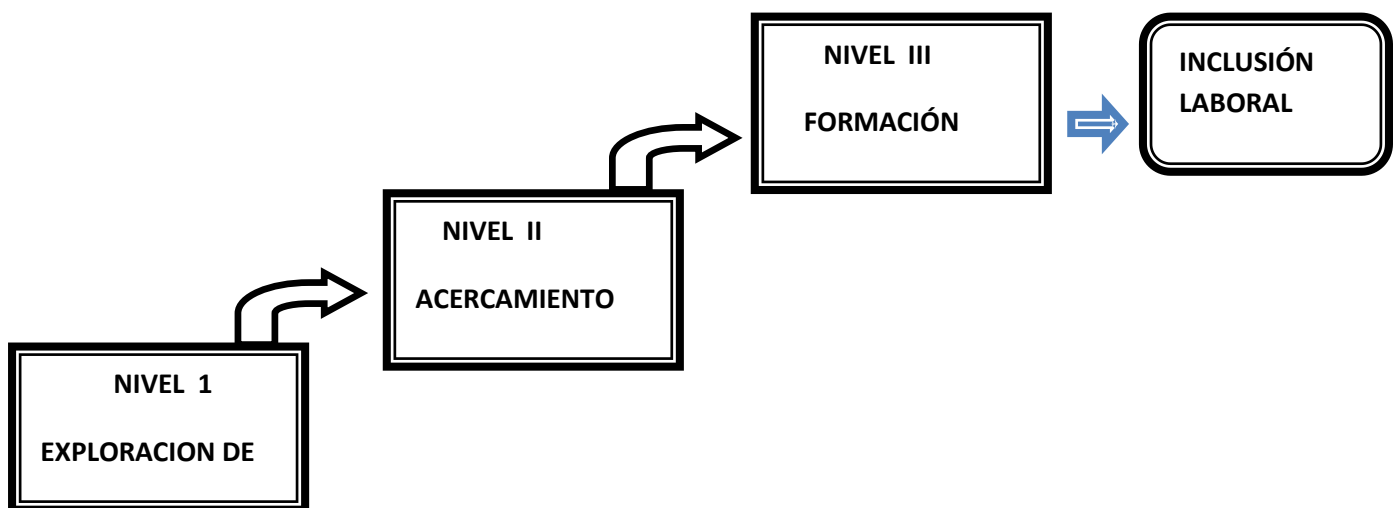 NIVEL 1
EXPLORACION DE
NIVEL II
ACERCAMIENTO
NIVEL III
FORMACIÓN
INCLUSIÓN
LABORAL